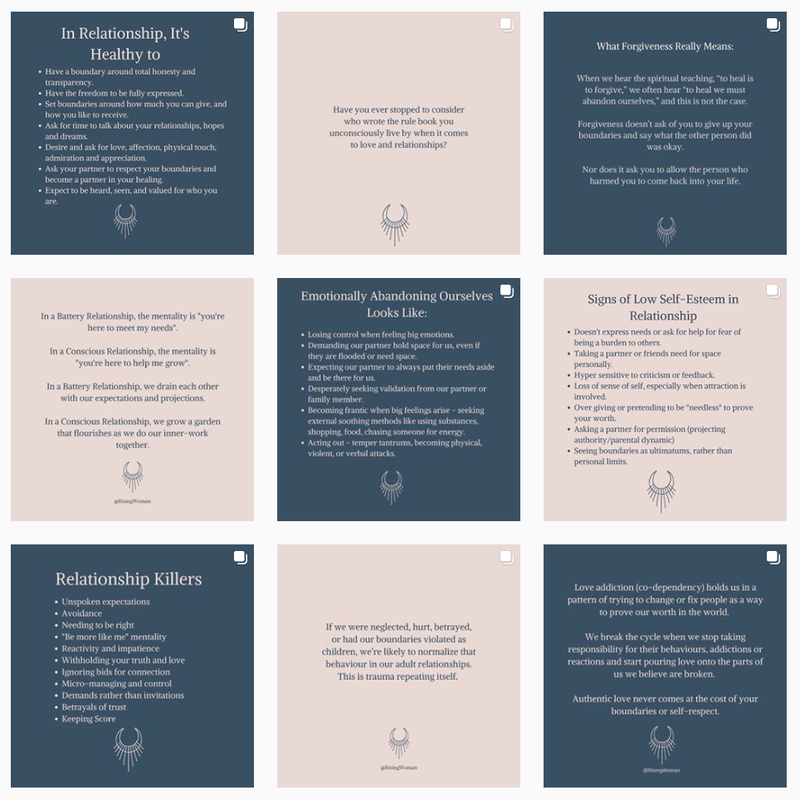 In Relationship, It's
Healthy to
• Have a boundary around total honesty and
transparency.
• Have the freedom to be fully expressed.
• Set boundaries around how much you can give, and
how you like to receive.
• Ask for time to talk about your relationships, hopes
and dreams.
• Desire and ask for love, affection, physical touch,
admiration and appreciation.
• Ask your partner to respect your boundaries and
become a partner in your healing.
• Expect to be heard, seen, and valued for who you
are.
Have you ever stopped to consider
who wrote the rule book you
unconsciously live by when it comes
to love and relationships?
What Forgiveness Really Means:
When we hear the spiritual teaching, "to heal is
to forgive," we often hear "to heal we must
abandon ourselves," and this is not the case.
Forgiveness doesn't ask of you to give up your
boundaries and say what the other person did
was okay.
Nor does it ask you to allow the person who
harmed you to come back into your life.
In a Battery Relationship, the mentality is "you're
here to meet my needs".
In a Conscious Relationship, the mentality is
"you're here to help me grow".
In a Battery Relationship, we drain each other
with our expectations and projections.
In a Conscious Relationship, we grow a garden
that flourishes as we do our inner-work
together.
@RisingWoman
Emotionally Abandoning Ourselves
Looks Like:
• Losing control when feeling big emotions.
• Demanding our partner hold space for us, even if
they are flooded or need space.
• Expecting our partner to always put their needs aside
and be there for us.
• Desperately seeking validation from our partner or
family member.
• Becoming frantic when big feelings arise - seeking
external soothing methods like using substances,
shopping, food, chasing someone for energy.
• Acting out - temper tantrums, becoming physical,
violent, or verbal attacks.
Signs of Low Self-Esteem in
Relationship
• Doesn't express needs or ask for help for fear of
being a burden to others.
• Taking a partner or friends need for space
personally.
• Hyper sensitive to criticism or feedback.
• Loss of sense of self, especially when attraction is
involved.
• Over giving or pretending to be "needless" to prove
your worth.
• Asking a partner for permission (projecting
authority/parental dynamic)
• Seeing boundaries as ultimatums, rather than
personal limits.
Relationship Killers
• Unspoken expectations
• Avoidance
• Needing to be right
• "Be more like me" mentality
• Reactivity and impatience
• Withholding your truth and love
• Ignoring bids for connection
• Micro-managing and control
• Demands rather than invitations
• Betrayals of trust
• Keeping Score
If we were neglected, hurt, betrayed,
or had our boundaries violated as
children, we're likely to normalize that
behaviour in our adult relationships.
This is trauma repeating itself.
@RisingWoman
Love addiction (co-dependency) holds us in a
pattern of trying to change or fix people as a way
to prove our worth in the world.
We break the cycle when we stop taking
responsibility for their behaviours, addictions or
reactions and start pouring love onto the parts of
us we believe are broken.
Authentic love never comes at the cost of your
boundaries or self-respect.
@RisingWoman